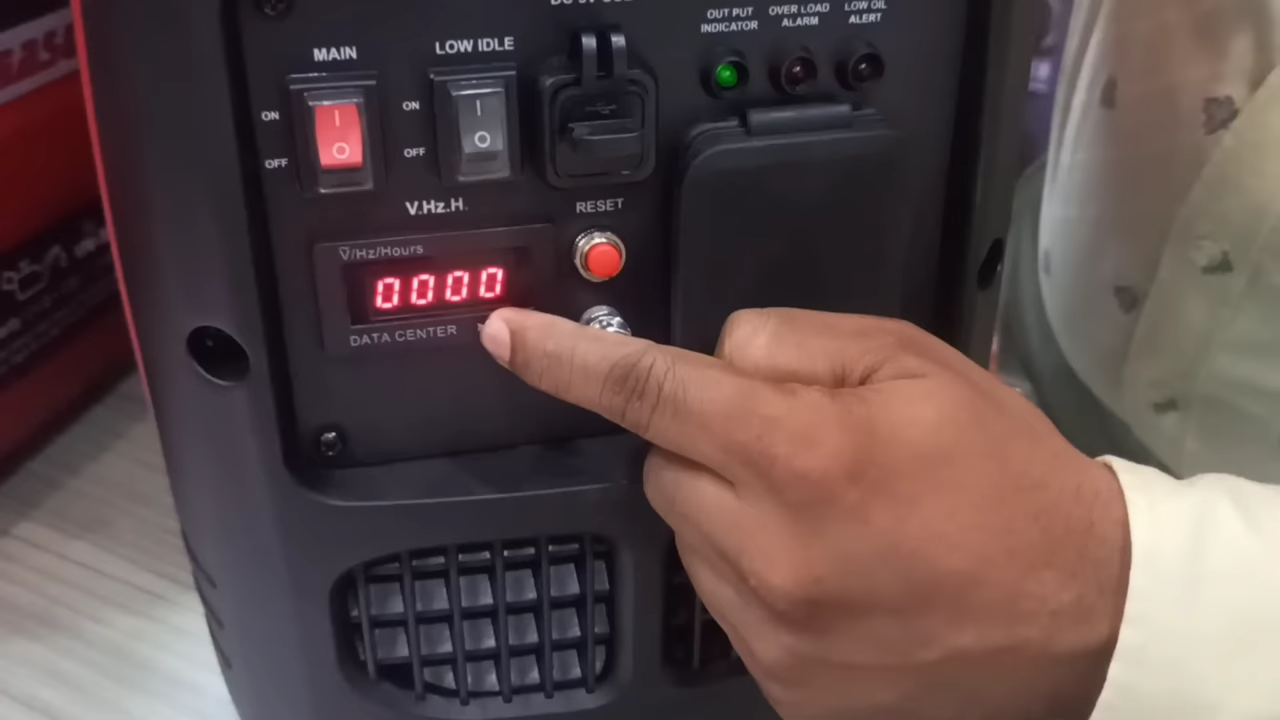 OUT PUT
INDICATOR
OVER LOAD
ALARM
LOW OIL
ALERT
MAIN
LOW IDLE
ON
OFF
ON
OFF
V.Hz.H.
RESET
V/Hz/Hours
0000
DATA CENTER